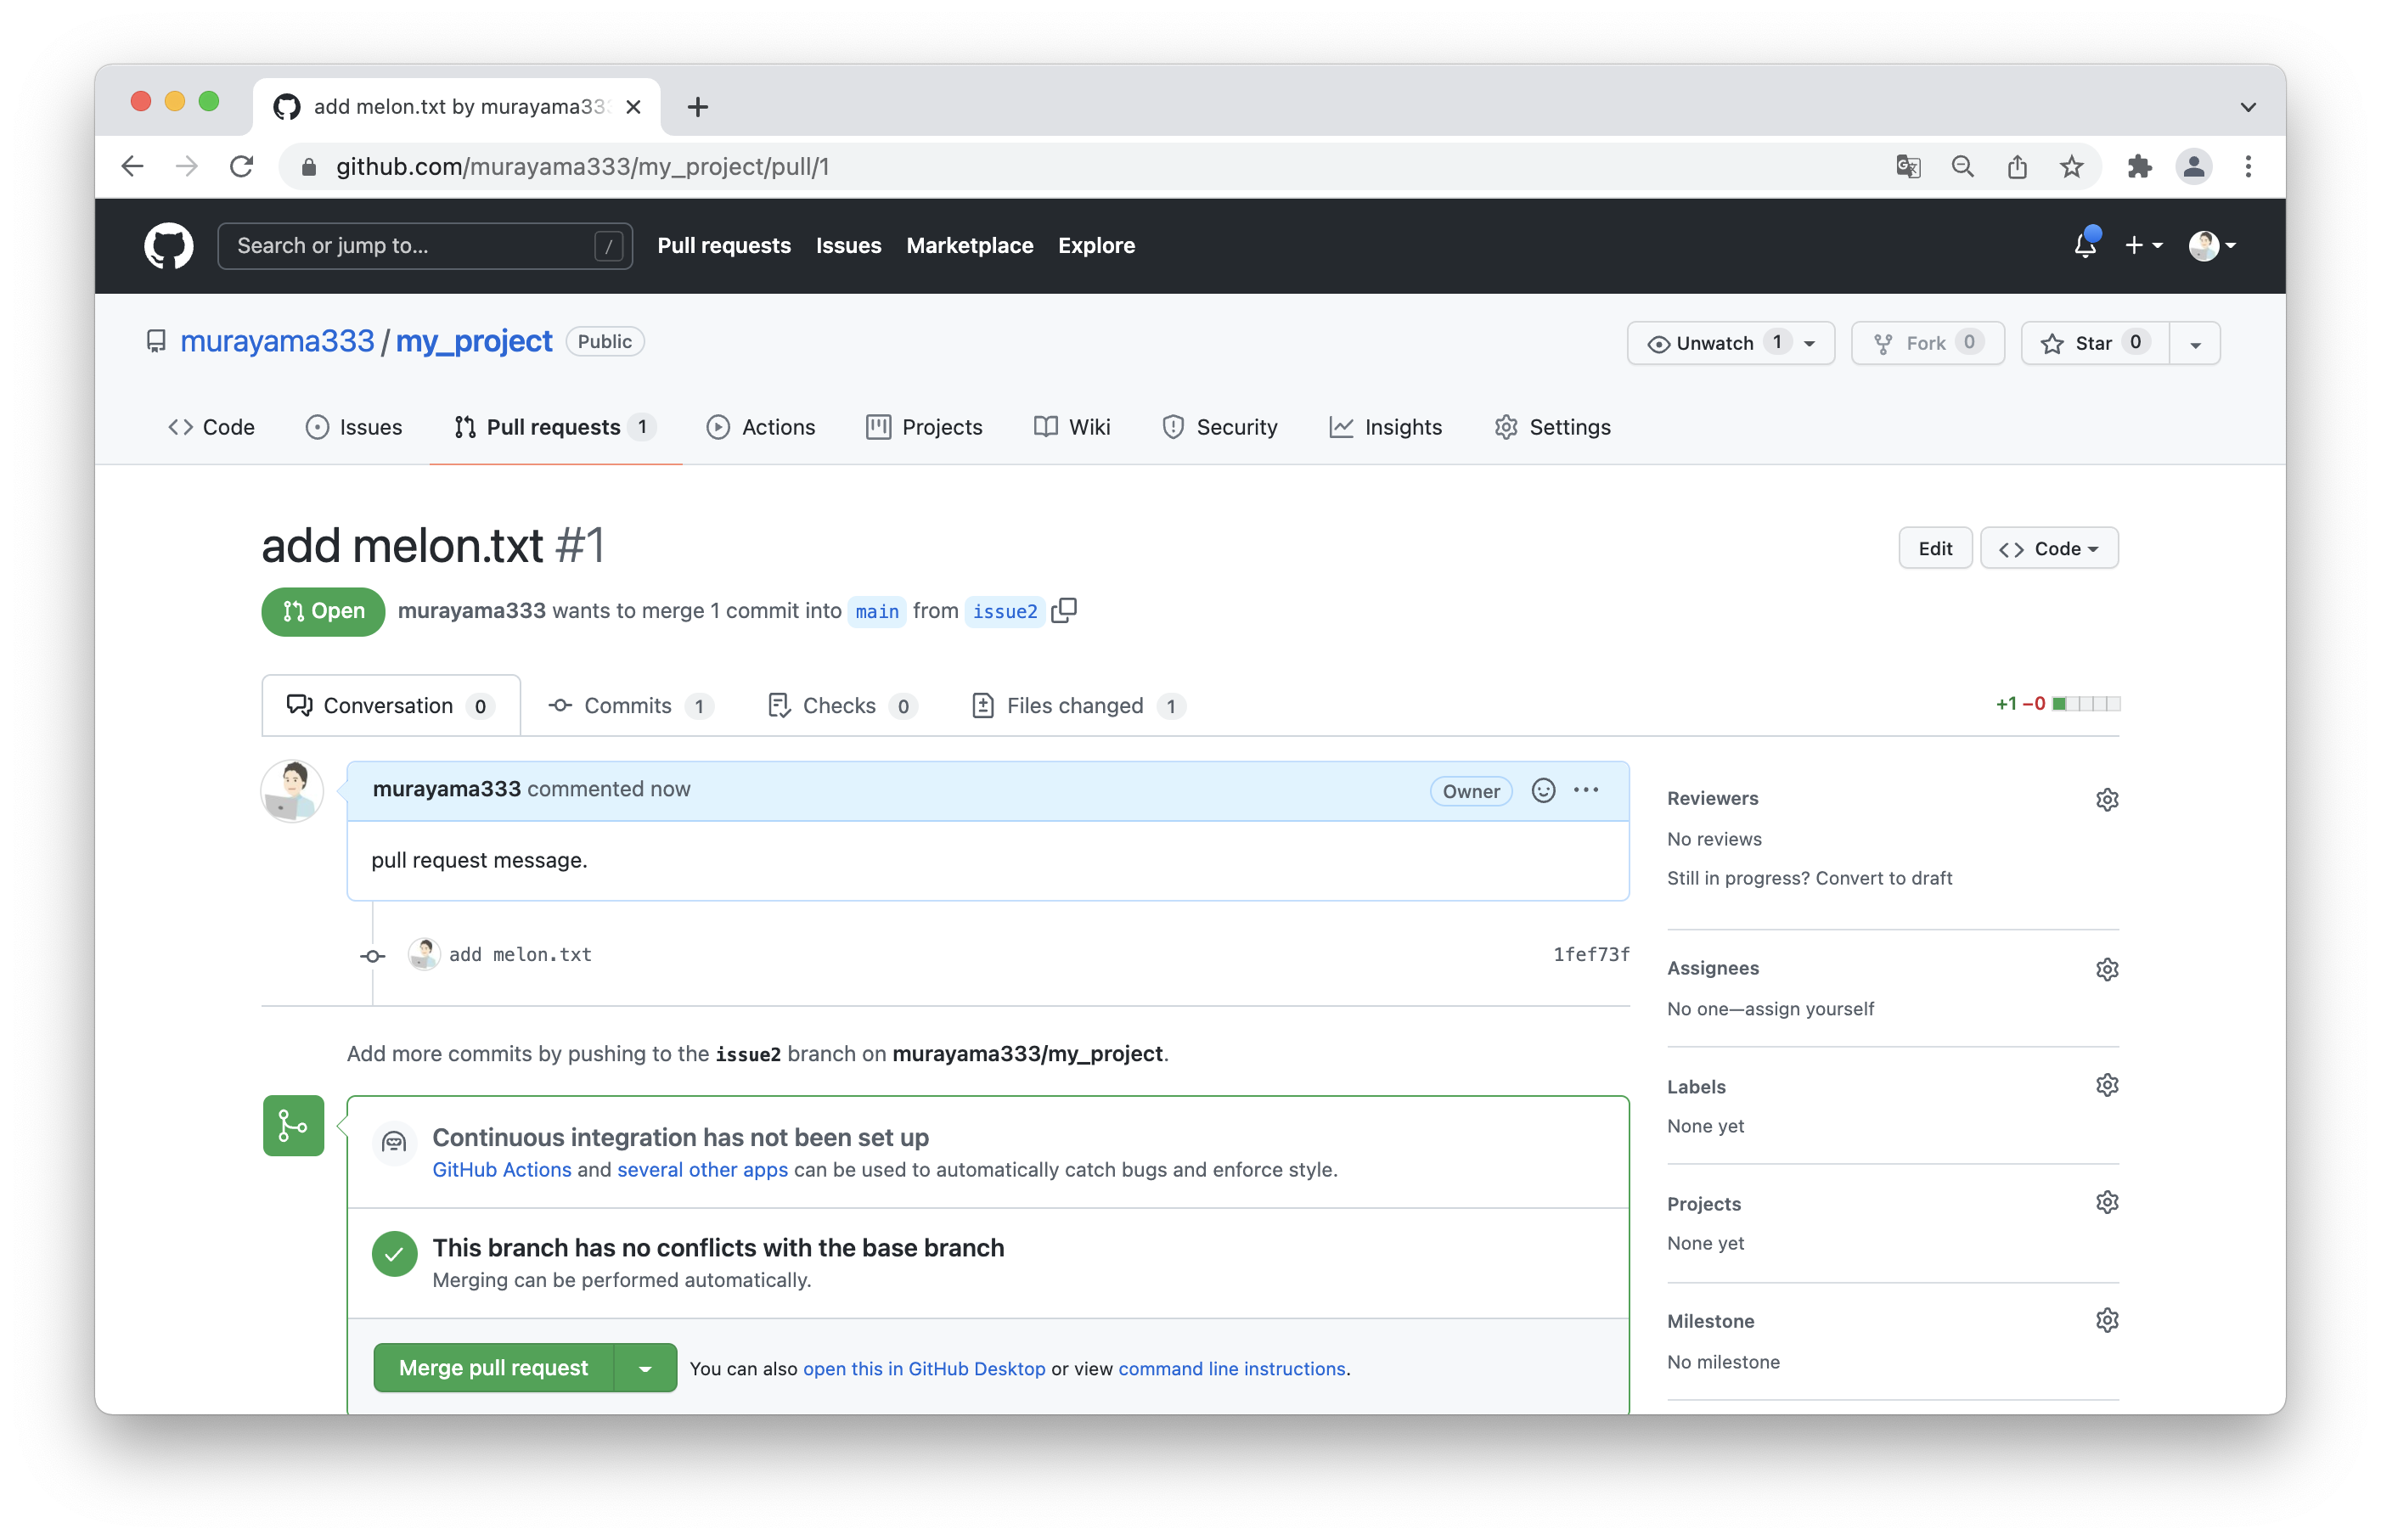 add melon.txt by murayama33
github.com/murayama333/my_project/pull/1
Search or jump to... / Pull requests Issues Marketplace Explore
murayama333 / my_project Public Unwatch 1 Fork 0 Star 0
Code Issues Pull requests 1 Actions Projects Wiki Security Insights Settings
add melon.txt #1 Edit Code
Open murayama333 wants to merge 1 commit into main from issue2
Conversation 0 Commits 1 Checks 0 Files changed 1 +1 −0
murayama333 commented now Owner
pull request message.
add melon.txt 1fef73f
Add more commits by pushing to the issue2 branch on murayama333/my_project.
Continuous integration has not been set up
GitHub Actions and several other apps can be used to automatically catch bugs and enforce style.
This branch has no conflicts with the base branch
Merging can be performed automatically.
Merge pull request You can also open this in GitHub Desktop or view command line instructions.
Reviewers
No reviews
Still in progress? Convert to draft
Assignees
No one—assign yourself
Labels
None yet
Projects
None yet
Milestone
No milestone